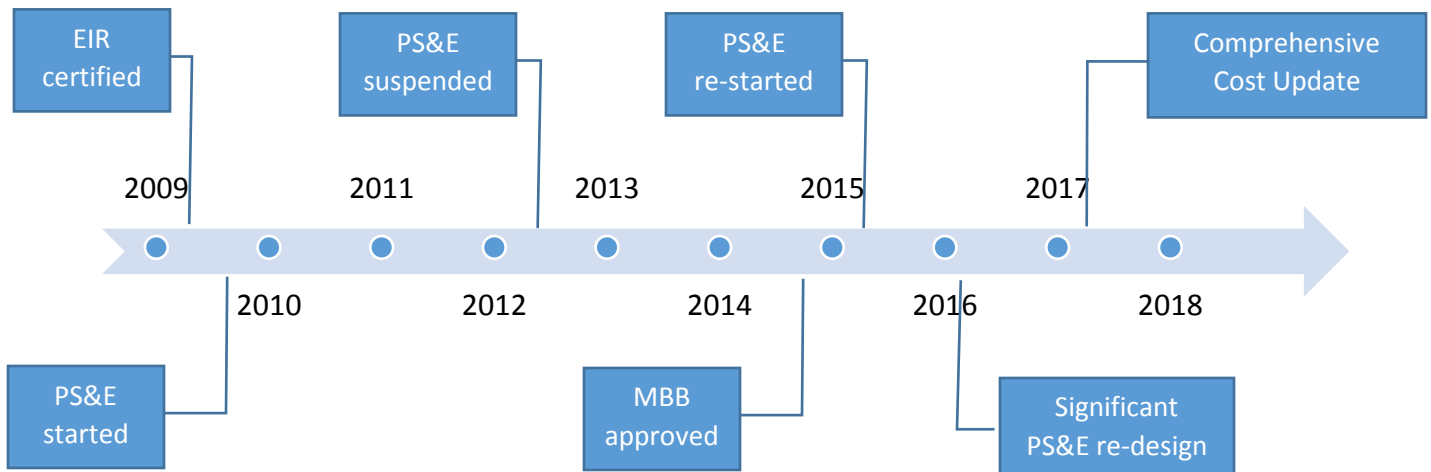 EIR
certified
PS&E
suspended
PS&E
re-started
Comprehensive
Cost Update
2009
2011
2013
2015
2017
2010
2012
2014
2016
2018
PS&E
started
MBB
approved
Significant
PS&E re-design